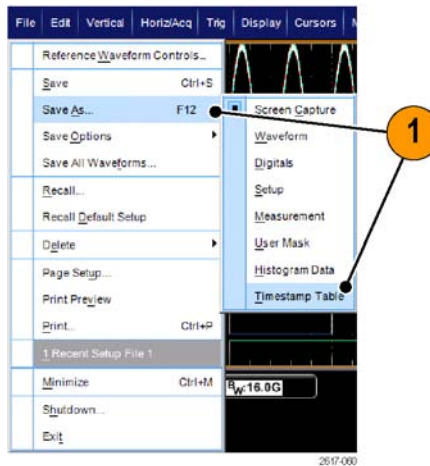 File Edit Vertical Horiz/Acq Trig Display Cursors
Reference Waveform Controls...
Save Ctrl+S
Save As... F12
Save Options
Save All Waveforms...
Recall...
Recall Default Setup
Delete
Page Setup...
Print Preview
Print... Ctrl+P
1 Recent Setup File 1
Minimize Ctrl+M
Shutdown...
Exit
Screen Capture
Waveform
Digitals
Setup
Measurement
User Mask
Histogram Data
Timestamp Table
1
BW:16.0G
2617-060